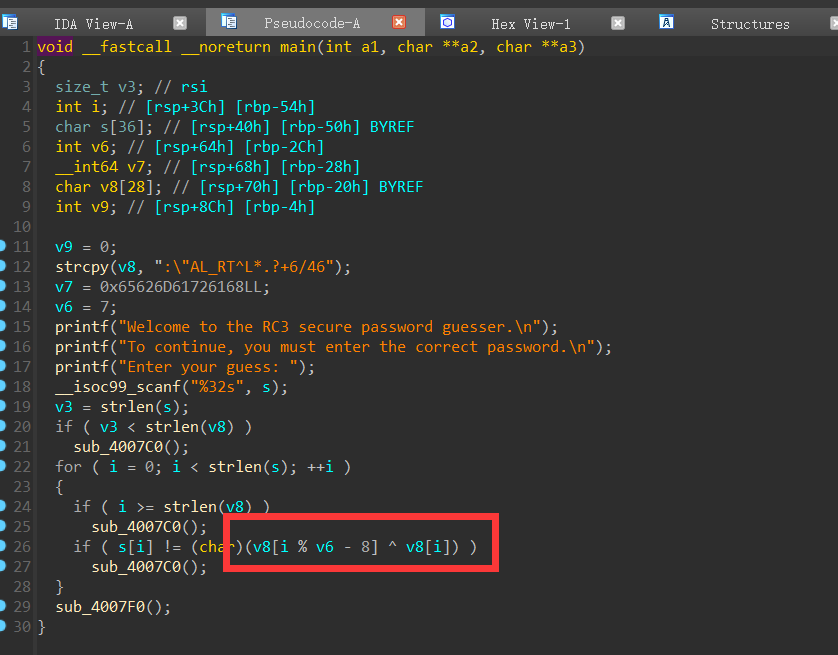 IDA View-A Pseudocode-A Hex View-1 Structures
1 void __fastcall __noreturn main(int a1, char **a2, char **a3)
2 {
3   size_t v3; // rsi
4   int i; // [rsp+3Ch] [rbp-54h]
5   char s[36]; // [rsp+40h] [rbp-50h] BYREF
6   int v6; // [rsp+64h] [rbp-2Ch]
7   __int64 v7; // [rsp+68h] [rbp-28h]
8   char v8[28]; // [rsp+70h] [rbp-20h] BYREF
9   int v9; // [rsp+8Ch] [rbp-4h]
10
11   v9 = 0;
12   strcpy(v8, ":\"AL_RT^L*.?+6/46");
13   v7 = 0x65626D61726168LL;
14   v6 = 7;
15   printf("Welcome to the RC3 secure password guesser.\n");
16   printf("To continue, you must enter the correct password.\n");
17   printf("Enter your guess: ");
18   __isoc99_scanf("%32s", s);
19   v3 = strlen(s);
20   if ( v3 < strlen(v8) )
21     sub_4007C0();
22   for ( i = 0; i < strlen(s); ++i )
23   {
24     if ( i >= strlen(v8) )
25       sub_4007C0();
26     if ( s[i] != (char)(v8[i % v6 - 8] ^ v8[i]) )
27       sub_4007C0();
28   }
29   sub_4007F0();
30 }